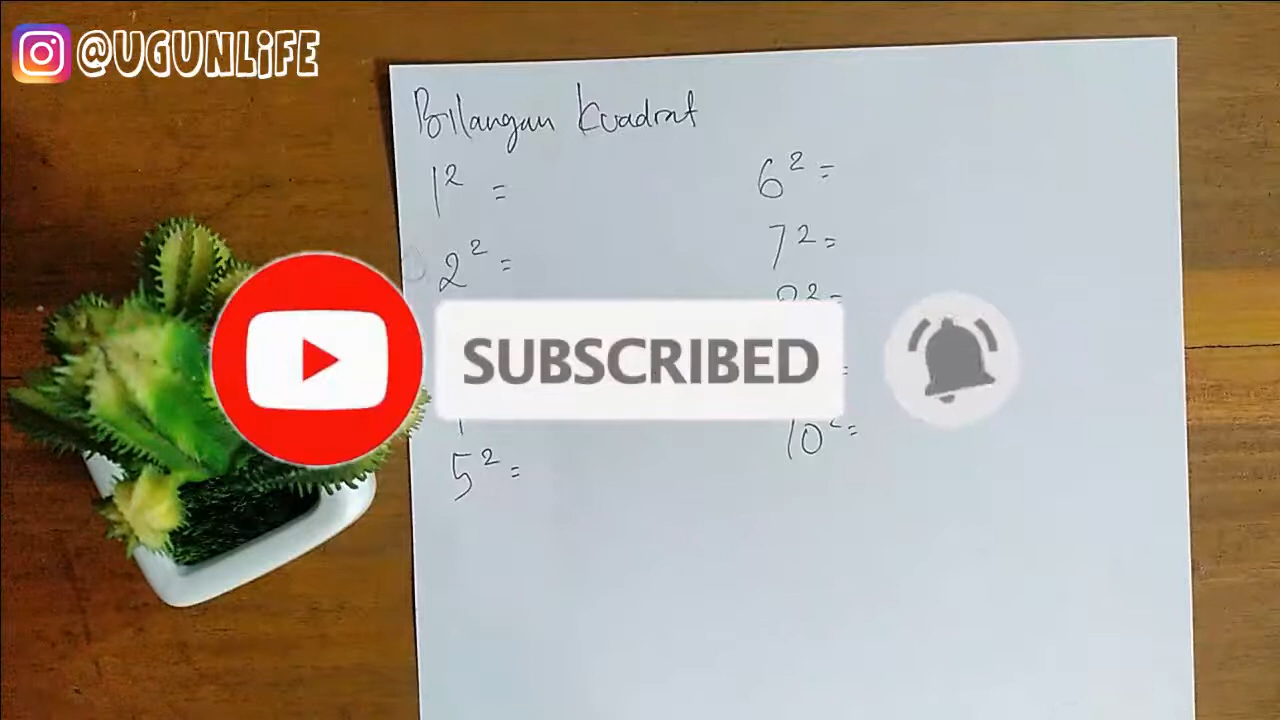 @UGUNLIFE
Bilangan Kuadrat
1² =
2² =
5² =
6² =
7² =
10² =
SUBSCRIBED